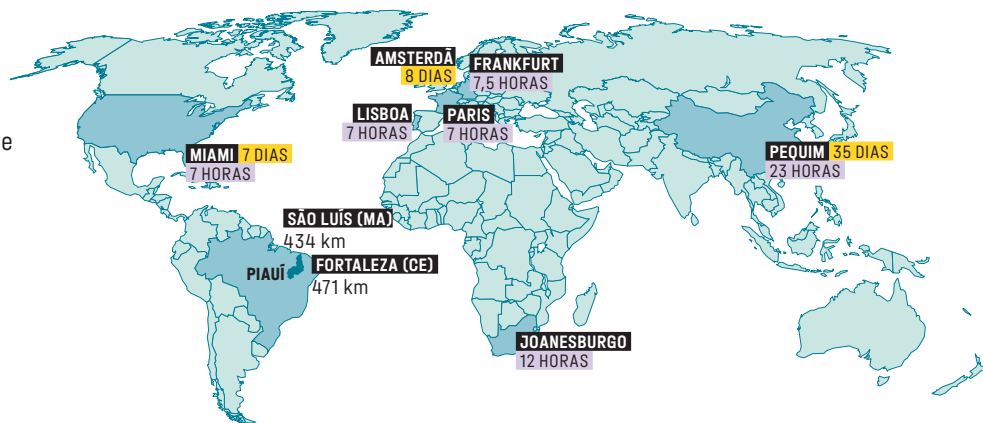 AMSTERDÃ
8 DIAS
FRANKFURT
7,5 HORAS
LISBOA
7 HORAS
PARIS
7 HORAS
e
MIAMI 7 DIAS
7 HORAS
PEQUIM 35 DIAS
23 HORAS
SÃO LUÍS (MA)
434 km
PIAUÍ
FORTALEZA (CE)
471 km
JOANESBURGO
12 HORAS